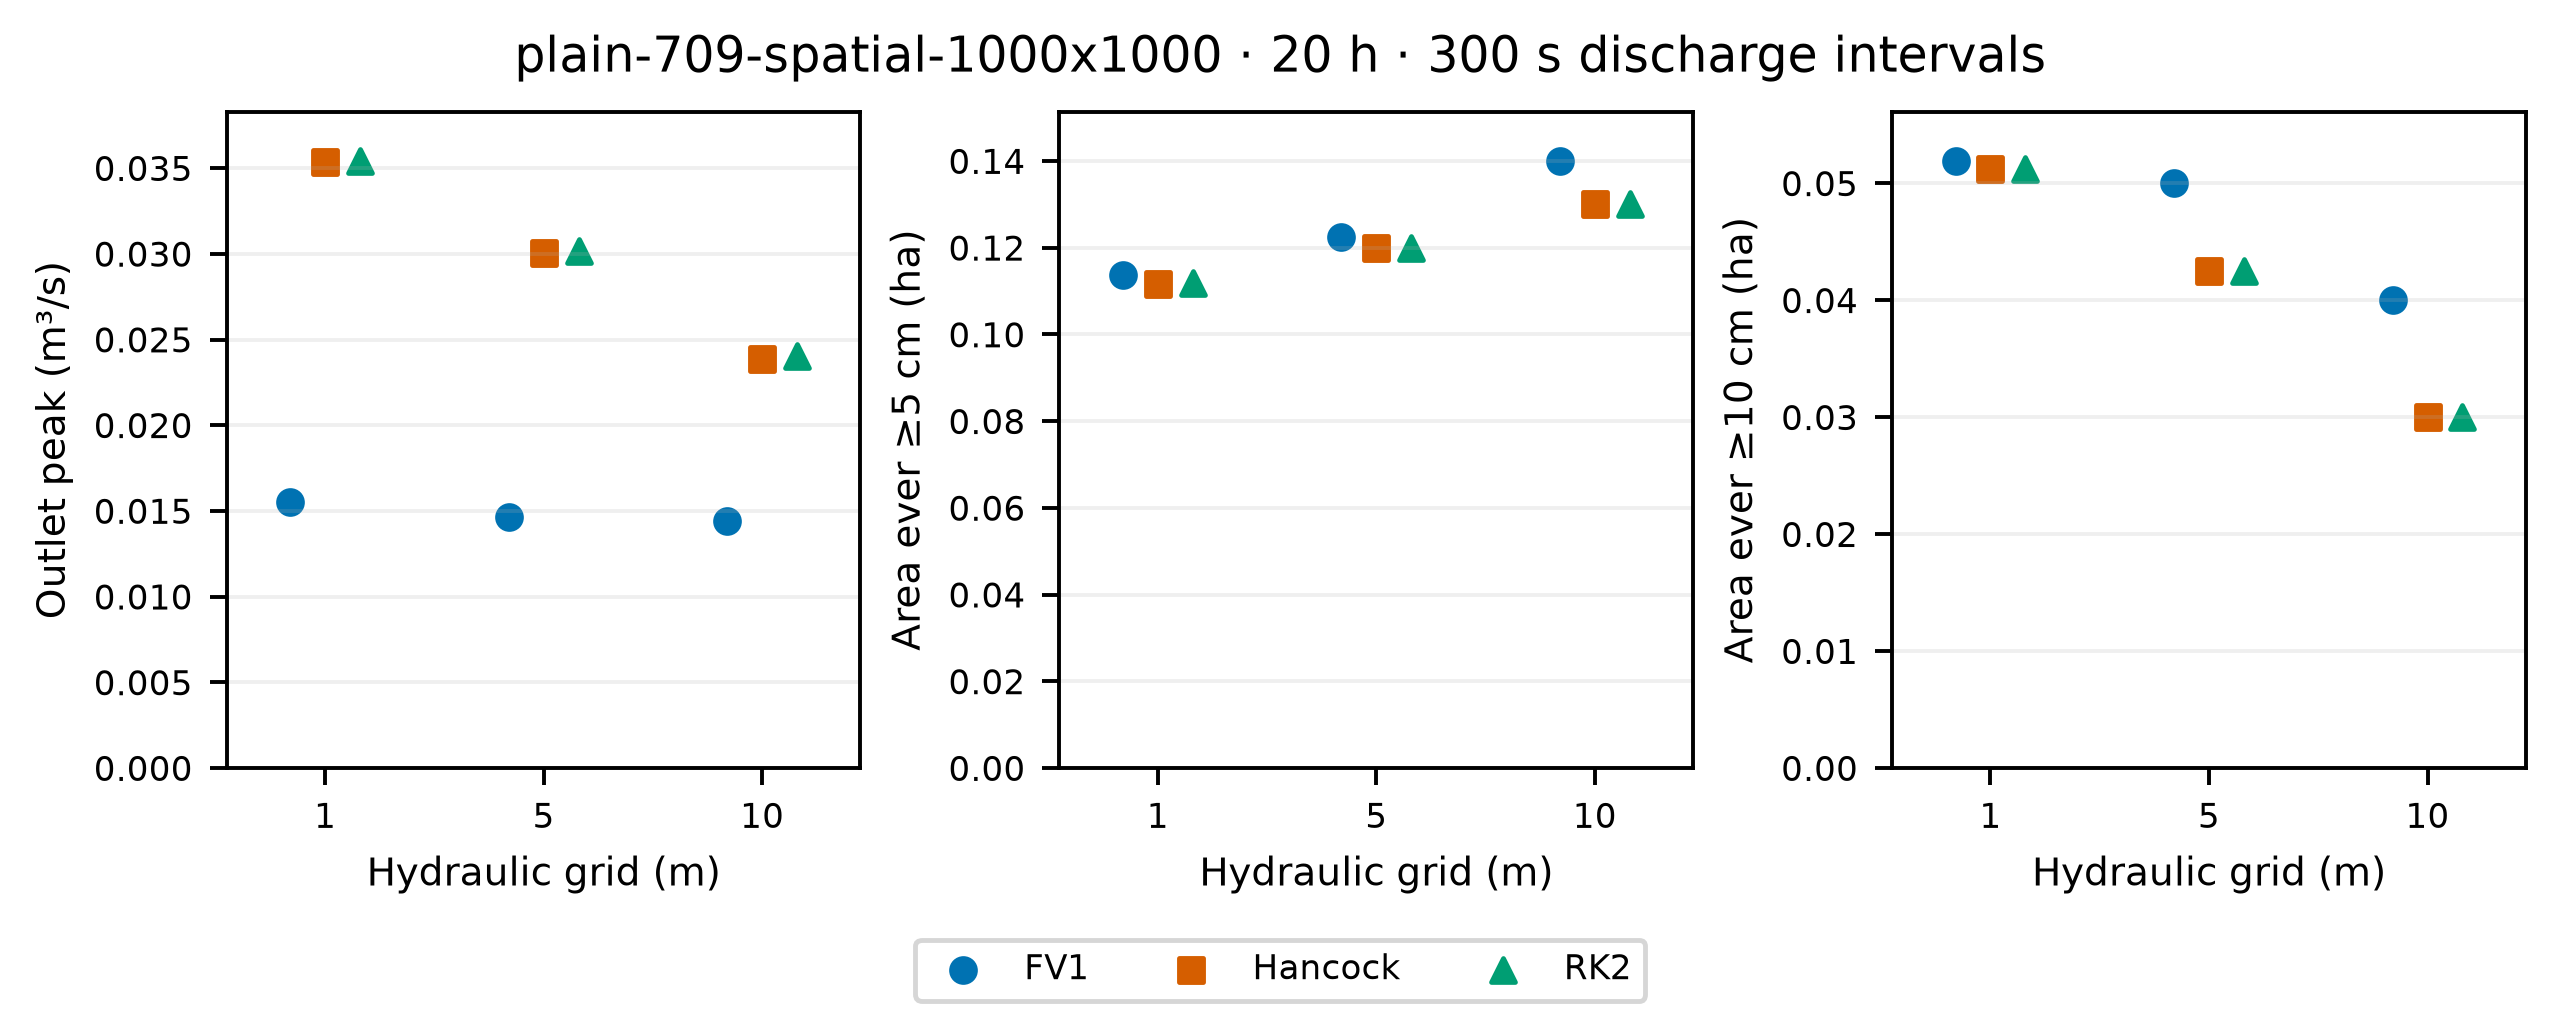 plain-709-spatial-1000x1000 · 20 h · 300 s discharge intervals
Outlet peak (m³/s)
0.035
0.030
0.025
0.020
0.015
0.010
0.005
0.000
1 5 10
Hydraulic grid (m)
Area ever ≥5 cm (ha)
0.14
0.12
0.10
0.08
0.06
0.04
0.02
0.00
1 5 10
Hydraulic grid (m)
Area ever ≥10 cm (ha)
0.05
0.04
0.03
0.02
0.01
0.00
1 5 10
Hydraulic grid (m)
FV1 Hancock RK2